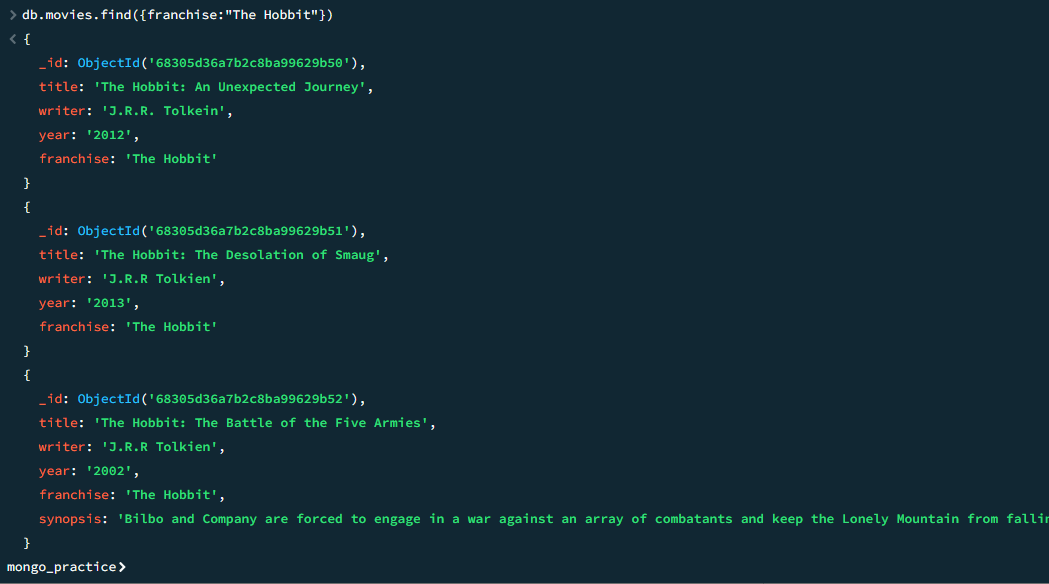 > db.movies.find({franchise:"The Hobbit"})
< {
_id: ObjectId('68305d36a7b2c8ba99629b50'),
title: 'The Hobbit: An Unexpected Journey',
writer: 'J.R.R. Tolkein',
year: '2012',
franchise: 'The Hobbit'
}
{
_id: ObjectId('68305d36a7b2c8ba99629b51'),
title: 'The Hobbit: The Desolation of Smaug',
writer: 'J.R.R Tolkien',
year: '2013',
franchise: 'The Hobbit'
}
{
_id: ObjectId('68305d36a7b2c8ba99629b52'),
title: 'The Hobbit: The Battle of the Five Armies',
writer: 'J.R.R Tolkien',
year: '2002',
franchise: 'The Hobbit',
synopsis: 'Bilbo and Company are forced to engage in a war against an array of combatants and keep the Lonely Mountain from
}
mongo_practice>